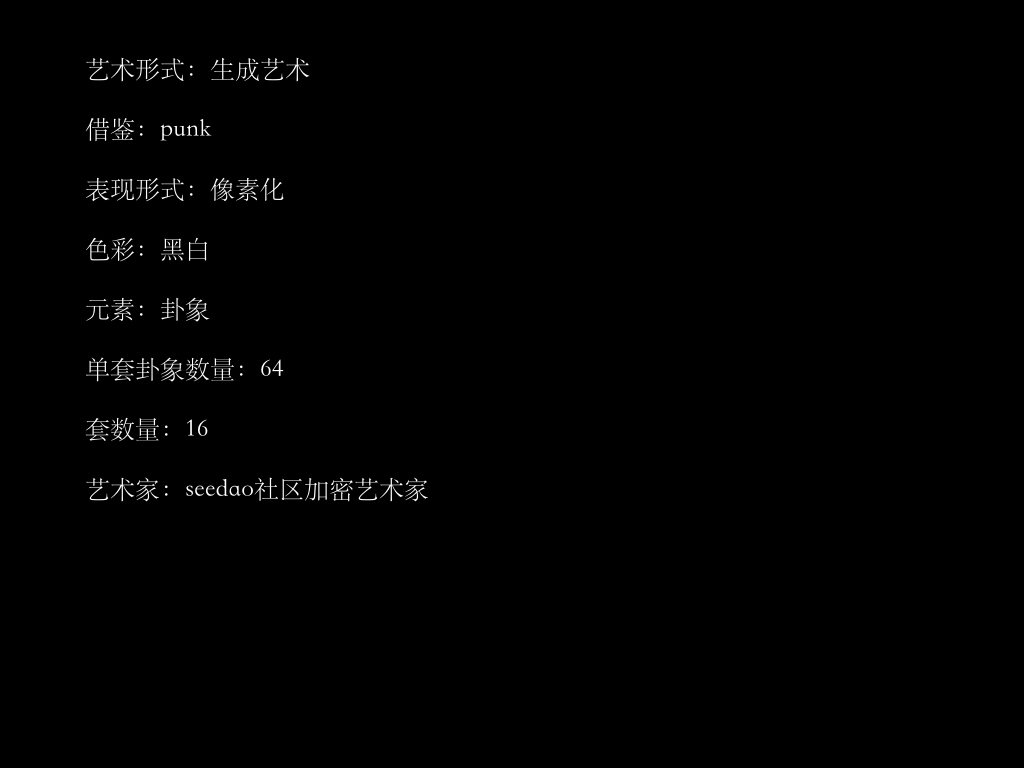 艺术形式：生成艺术
借鉴：punk
表现形式：像素化
色彩：黑白
元素：卦象
单套卦象数量：64
套数量：16
艺术家：seedao社区加密艺术家